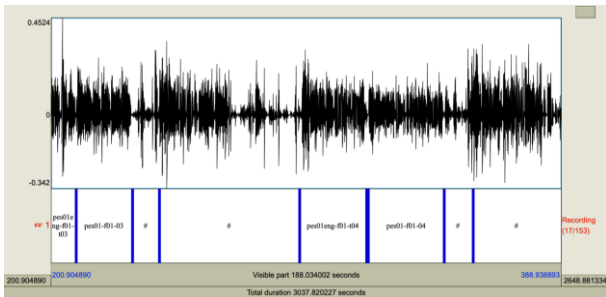 0.4524
0
-0.342
pes01e
ng-f01-
t03
pes01-f01-03
#
#
pes01eng-f01-t04
pes01-f01-04
#
#
1
Recording
(17/153)
200.904890
Visible part 188.034002 seconds
388.938893
200.904890
2648.881334
Total duration 3037.820227 seconds